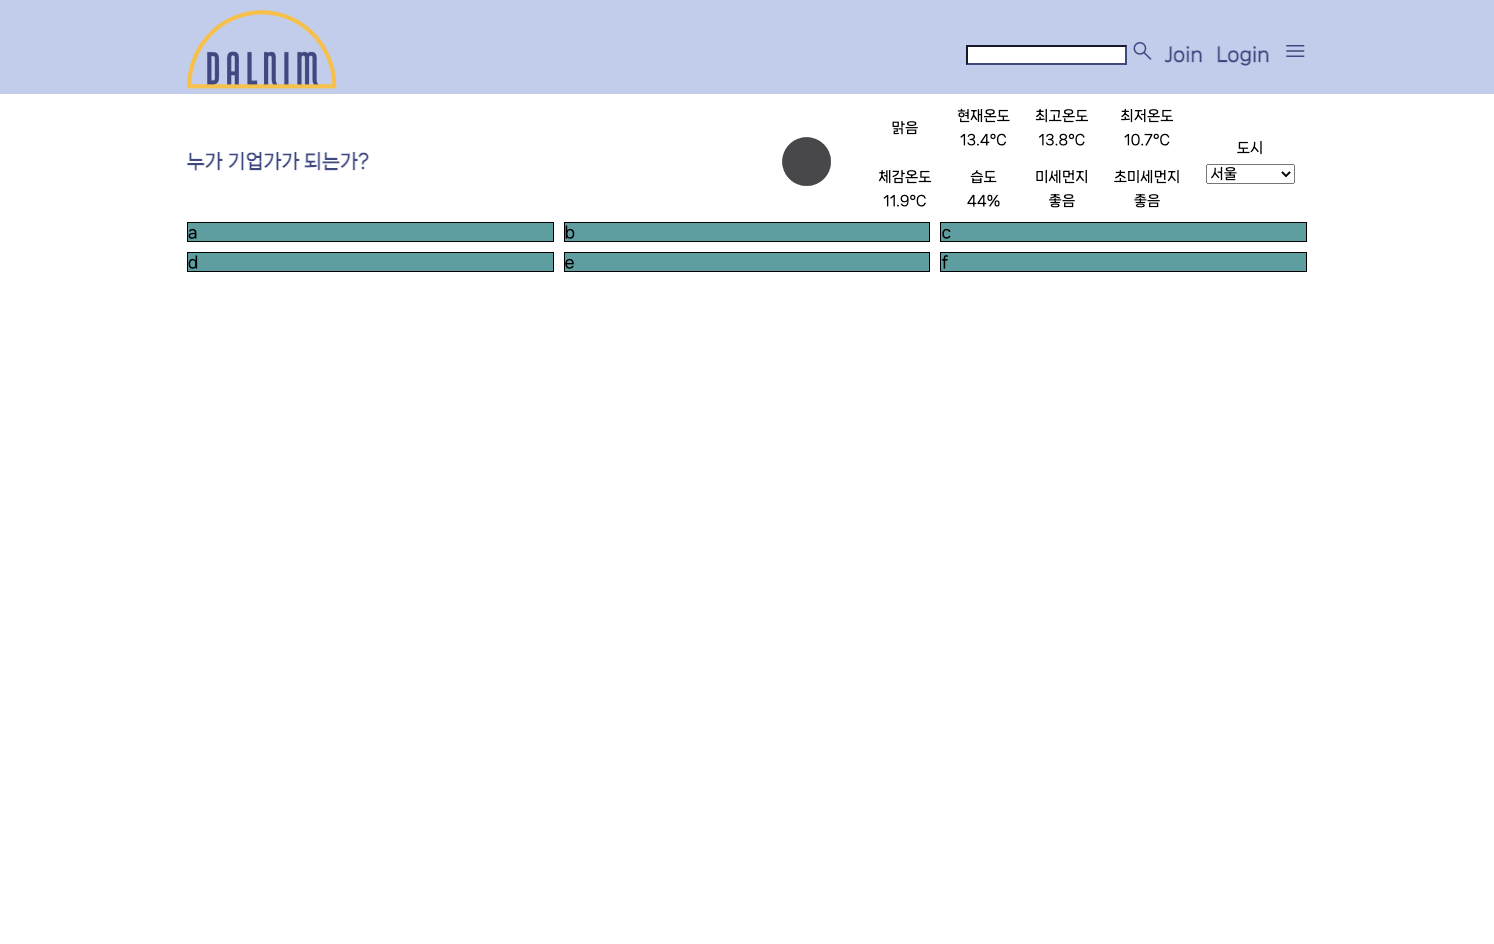 DALNIM
Join Login
누가 기업가가 되는가?
맑음
현재온도
13.4°C
최고온도
13.8°C
최저온도
10.7°C
체감온도
11.9°C
습도
44%
미세먼지
좋음
초미세먼지
좋음
도시
서울
a
b
c
d
e
f